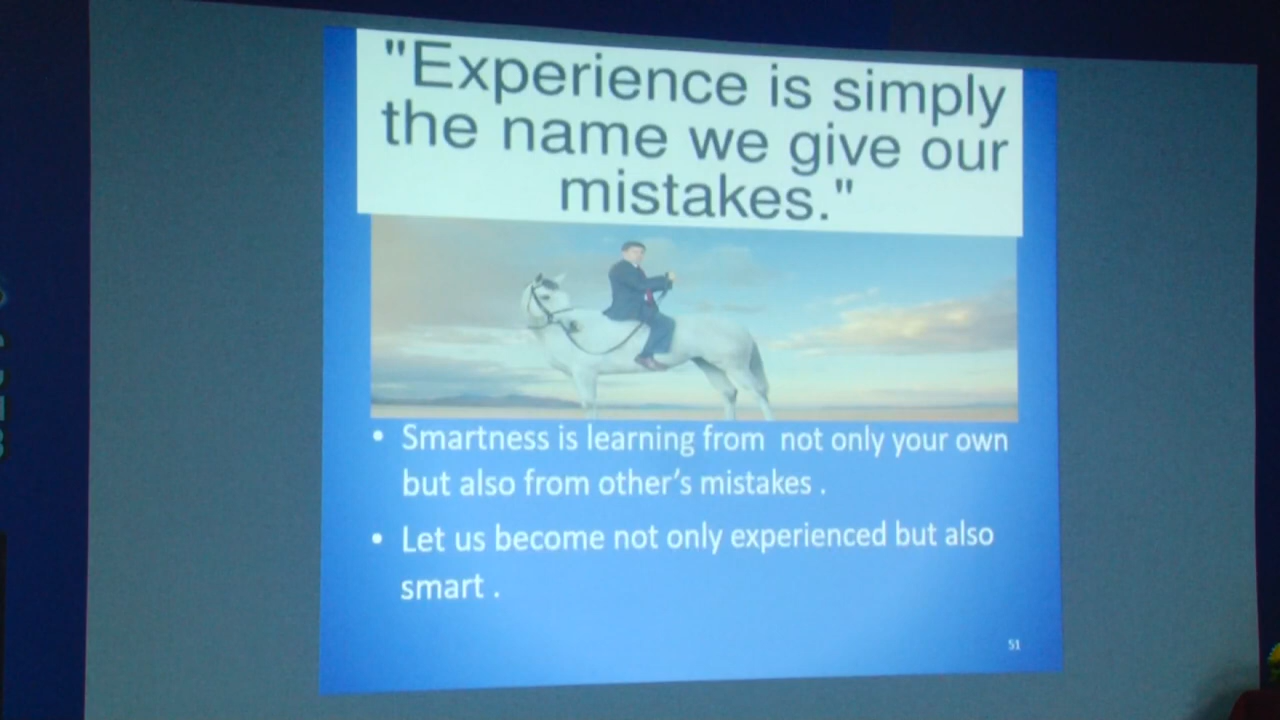 "Experience is simply
the name we give our
mistakes."
• Smartness is learning from not only your own
but also from other's mistakes .
• Let us become not only experienced but also
smart .
51